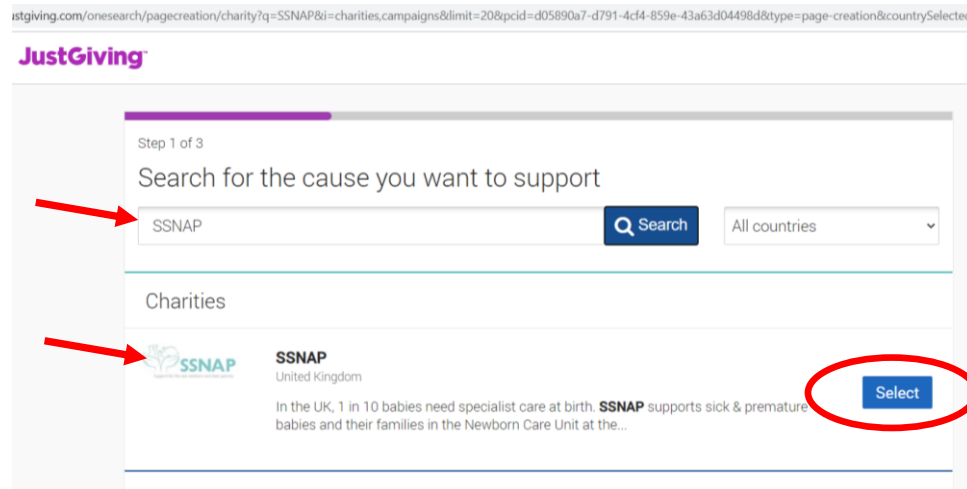 stgiving.com/onesearch/pagecreation/charity?q=SSNAP&i=charities,campaigns&limit=20&pcid=d05890a7-d791-4cf4-859e-43a63d04498d&type=page-creation&countrySelected
JustGiving
Step 1 of 3
Search for the cause you want to support
SSNAP
Search
All countries
Charities
SSNAP
SSNAP
United Kingdom
In the UK, 1 in 10 babies need specialist care at birth. SSNAP supports sick & premature
babies and their families in the Newborn Care Unit at the...
Select